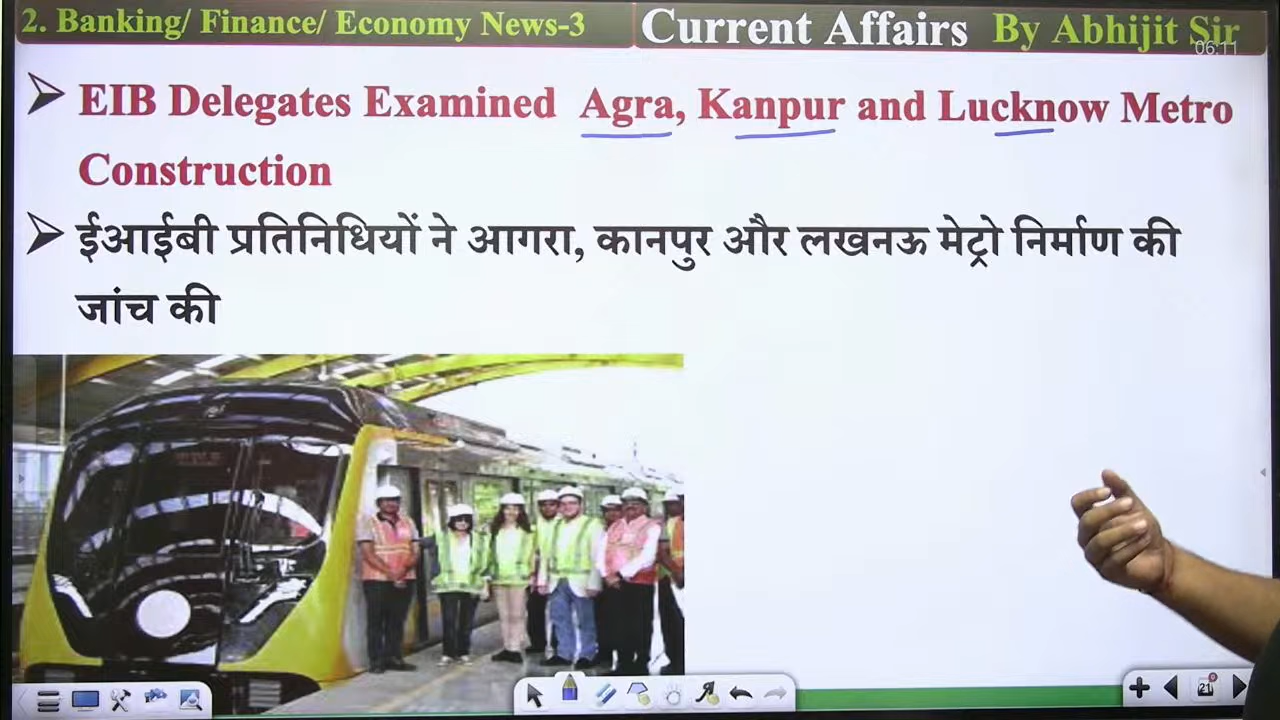 2. Banking/ Finance/ Economy News-3
Current Affairs By Abhijit Sir
06:11
EIB Delegates Examined Agra, Kanpur and Lucknow Metro
Construction
ईआईबी प्रतिनिधियों ने आगरा, कानपुर और लखनऊ मेट्रो निर्माण की
जांच की
21